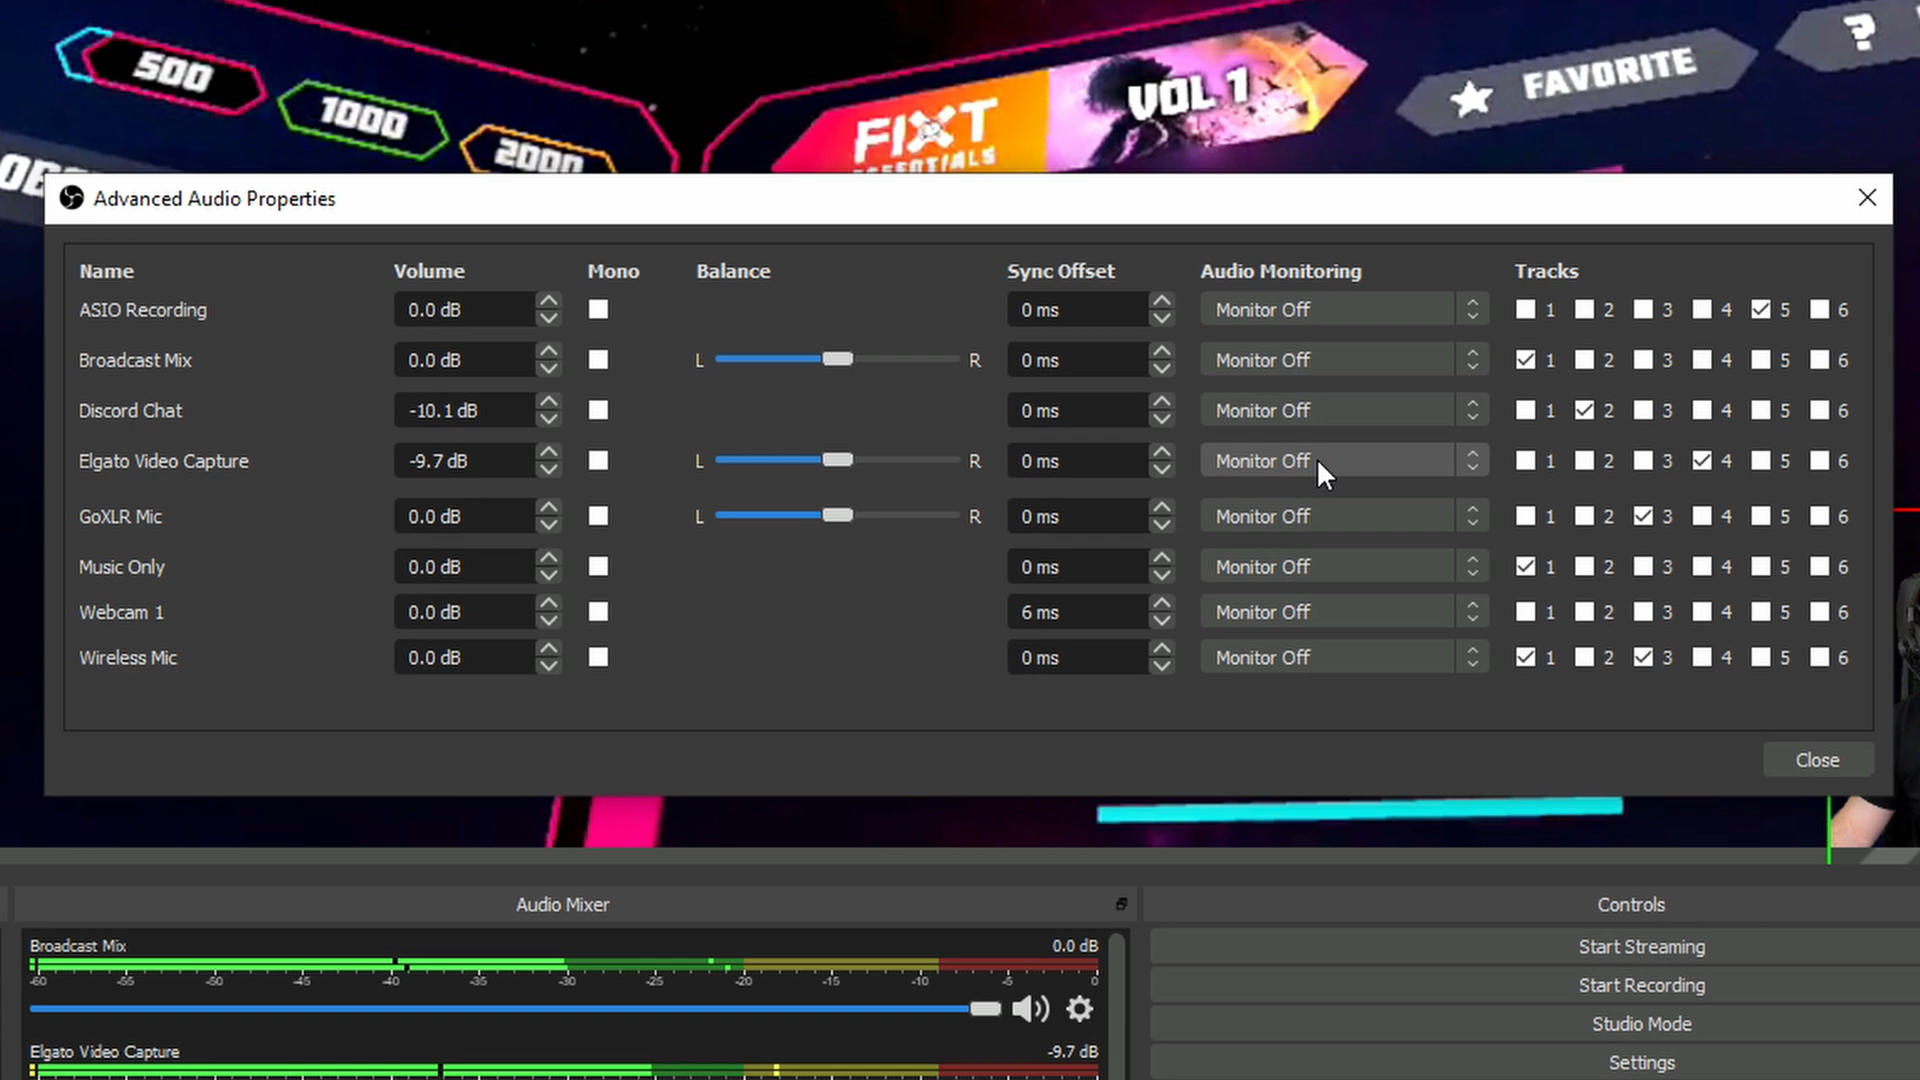 500
1000
2000
FIXT
ESSENTIALS
VOL 1
FAVORITE
?
Advanced Audio Properties
Name Volume Mono Balance Sync Offset Audio Monitoring Tracks
ASIO Recording 0.0 dB 0 ms Monitor Off 1 2 3 4 5 6
Broadcast Mix 0.0 dB L R 0 ms Monitor Off 1 2 3 4 5 6
Discord Chat -10.1 dB 0 ms Monitor Off 1 2 3 4 5 6
Elgato Video Capture -9.7 dB L R 0 ms Monitor Off 1 2 3 4 5 6
GoXLR Mic 0.0 dB L R 0 ms Monitor Off 1 2 3 4 5 6
Music Only 0.0 dB 0 ms Monitor Off 1 2 3 4 5 6
Webcam 1 0.0 dB 6 ms Monitor Off 1 2 3 4 5 6
Wireless Mic 0.0 dB 0 ms Monitor Off 1 2 3 4 5 6
Close
Audio Mixer
Broadcast Mix 0.0 dB
-60 -55 -50 -45 -40 -35 -30 -25 -20 -15 -10 -5 0
Elgato Video Capture -9.7 dB
Controls
Start Streaming
Start Recording
Studio Mode
Settings